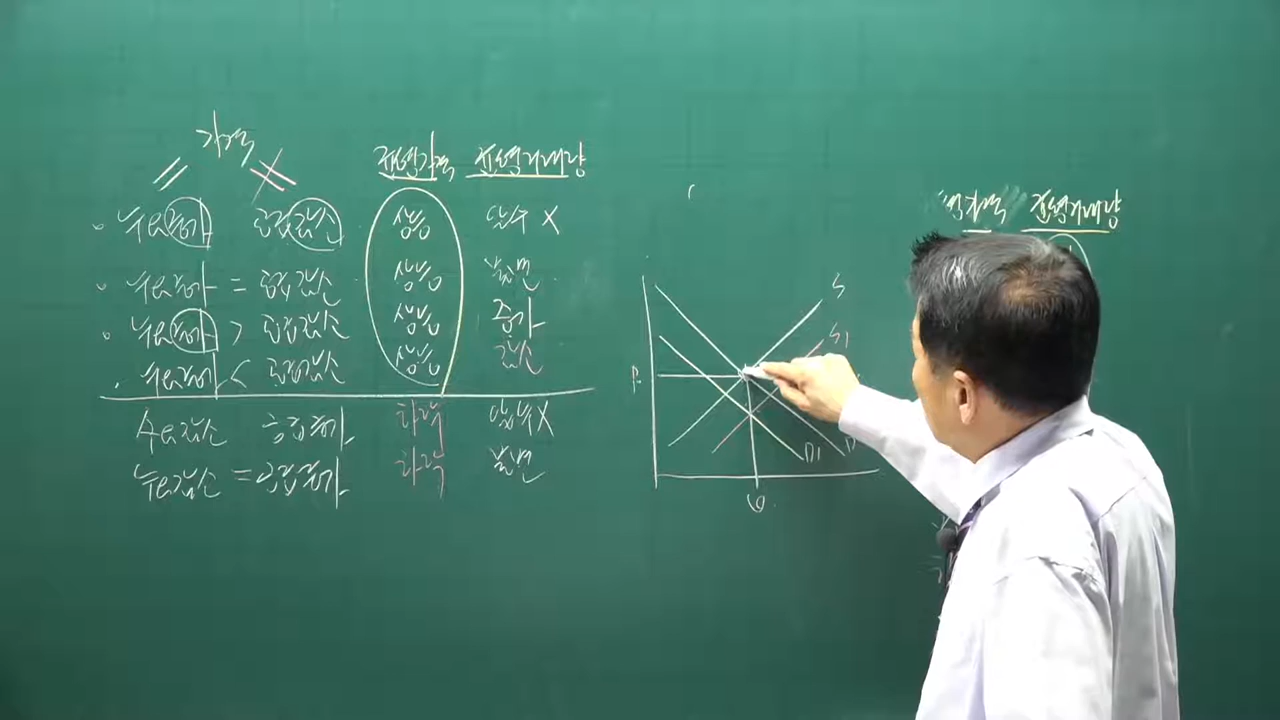 가격
균형가격 균형거래량
수요증가 공급감소 상승 알수X
수요증가 = 공급감소 상승 불변
수요증가 > 공급감소 상승 증가
수요증가 < 공급감소 상승 감소
수요감소 공급증가 하락 알수X
수요감소 = 공급증가 하락 불변
균형거래량
S
S1
P
D1
D
Q